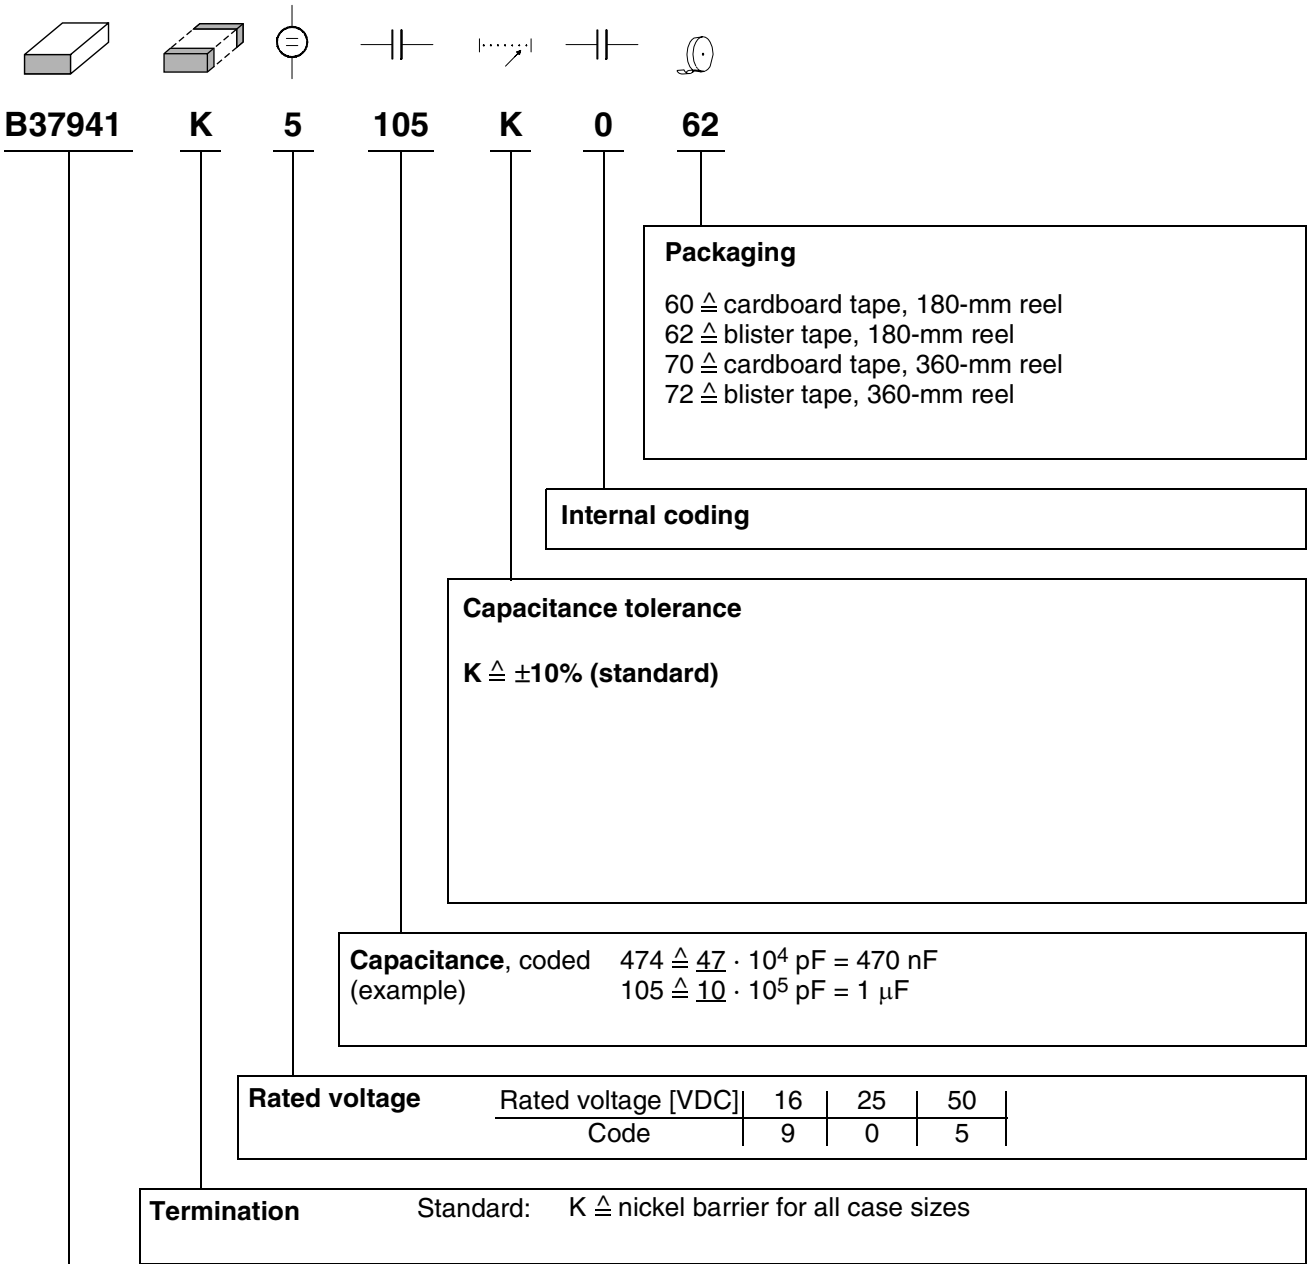 B37941 K 5 105 K 0 62
Packaging
60 ≙ cardboard tape, 180-mm reel
62 ≙ blister tape, 180-mm reel
70 ≙ cardboard tape, 360-mm reel
72 ≙ blister tape, 360-mm reel
Internal coding
Capacitance tolerance
K ≙ ±10% (standard)
Capacitance, coded 474 ≙ 47 · 10⁴ pF = 470 nF
(example) 105 ≙ 10 · 10⁵ pF = 1 μF
Rated voltage Rated voltage [VDC] 16 25 50
Code 9 0 5
Termination Standard: K ≙ nickel barrier for all case sizes